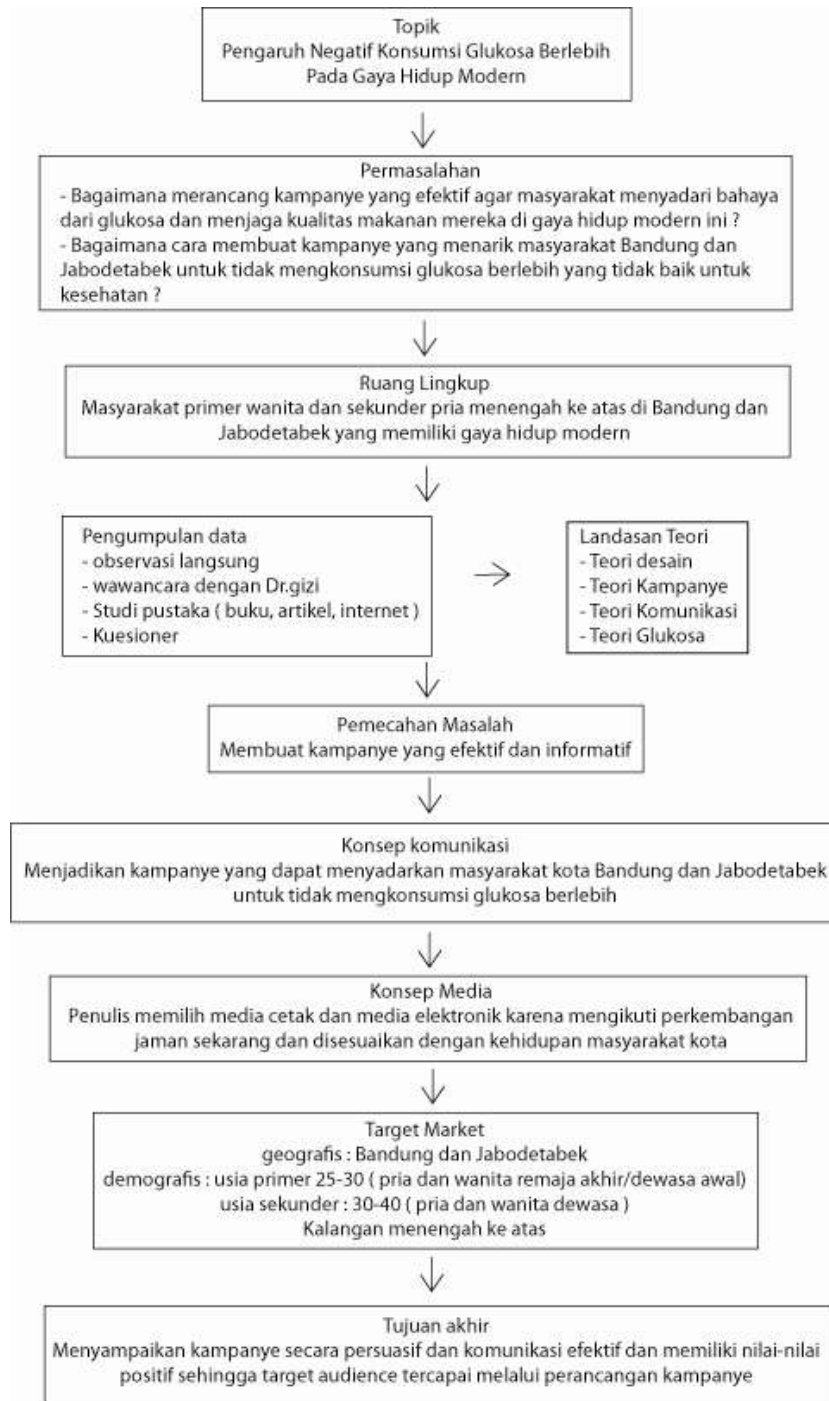 Topik
Pengaruh Negatif Konsumsi Glukosa Berlebih
Pada Gaya Hidup Modern
Permasalahan
- Bagaimana merancang kampanye yang efektif agar masyarakat menyadari bahaya
dari glukosa dan menjaga kualitas makanan mereka di gaya hidup modern ini ?
- Bagaimana cara membuat kampanye yang menarik masyarakat Bandung dan
Jabodetabek untuk tidak mengkonsumsi glukosa berlebih yang tidak baik untuk
kesehatan ?
Ruang Lingkup
Masyarakat primer wanita dan sekunder pria menengah ke atas di Bandung dan
Jabodetabek yang memiliki gaya hidup modern
Pengumpulan data
- observasi langsung
- wawancara dengan Dr.gizi
- Studi pustaka ( buku, artikel, internet )
- Kuesioner
Landasan Teori
- Teori desain
- Teori Kampanye
- Teori Komunikasi
- Teori Glukosa
Pemecahan Masalah
Membuat kampanye yang efektif dan informatif
Konsep komunikasi
Menjadikan kampanye yang dapat menyadarkan masyarakat kota Bandung dan Jabodetabek
untuk tidak mengkonsumsi glukosa berlebih
Konsep Media
Penulis memilih media cetak dan media elektronik karena mengikuti perkembangan
jaman sekarang dan disesuaikan dengan kehidupan masyarakat kota
Target Market
geografis : Bandung dan Jabodetabek
demografis : usia primer 25-30 ( pria dan wanita remaja akhir/dewasa awal)
usia sekunder : 30-40 ( pria dan wanita dewasa )
Kalangan menengah ke atas
Tujuan akhir
Menyampaikan kampanye secara persuasif dan komunikasi efektif dan memiliki nilai-nilai
positif sehingga target audience tercapai melalui perancangan kampanye